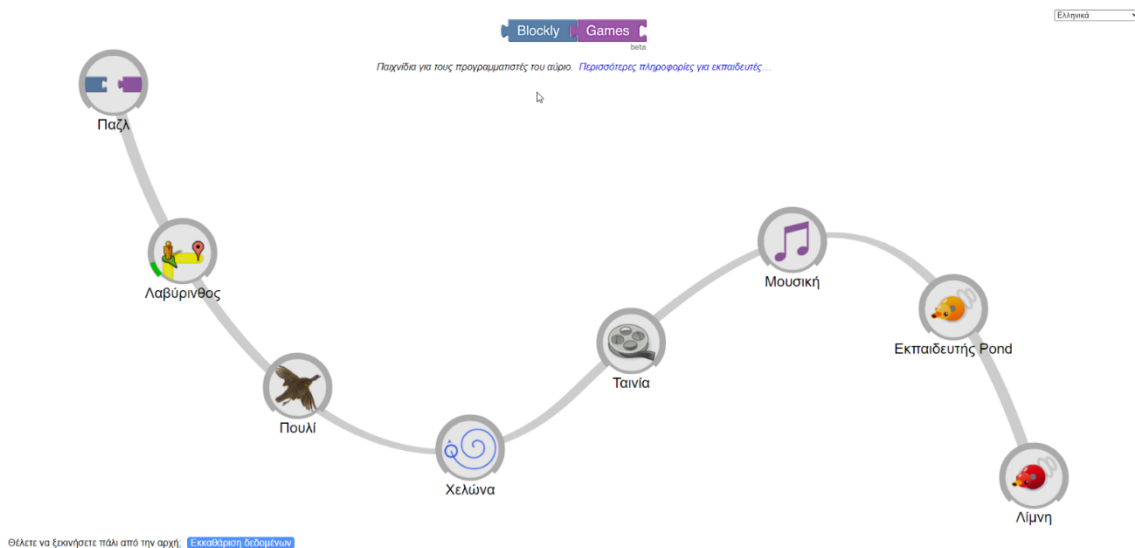 Ελληνικά
Blockly Games
beta
Παιχνίδια για τους προγραμματιστές του αύριο. Περισσότερες πληροφορίες για εκπαιδευτές…
Παζλ
Λαβύρινθος
Πουλί
Χελώνα
Ταινία
Μουσική
Εκπαιδευτής Pond
Λίμνη
Θέλετε να ξεκινήσετε πάλι από την αρχή; Εκκαθάριση δεδομένων